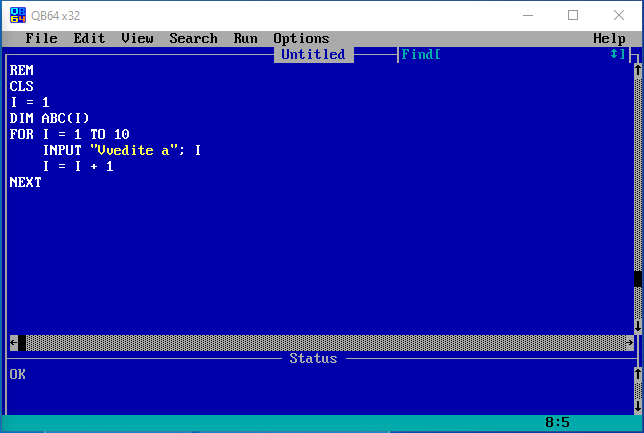 QB64 x32
File Edit View Search Run Options Help
Untitled Find[ ↕]
REM
CLS
I = 1
DIM ABC(I)
FOR I = 1 TO 10
    INPUT "Vvedite a"; I
    I = I + 1
NEXT
Status
OK
8:5